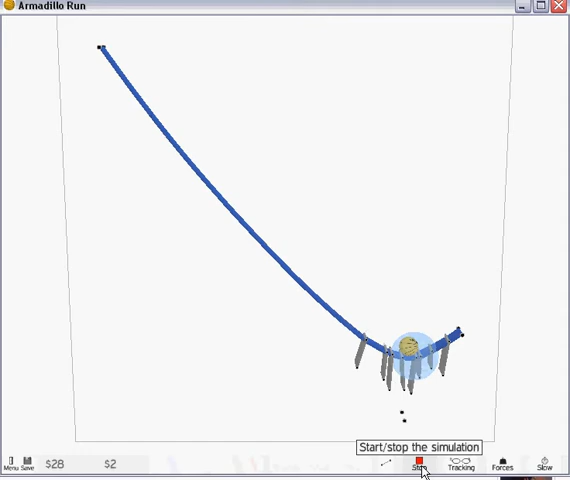 Armadillo Run
Start/stop the simulation
Menu Save $28 $2 Stop Tracking Forces Slow